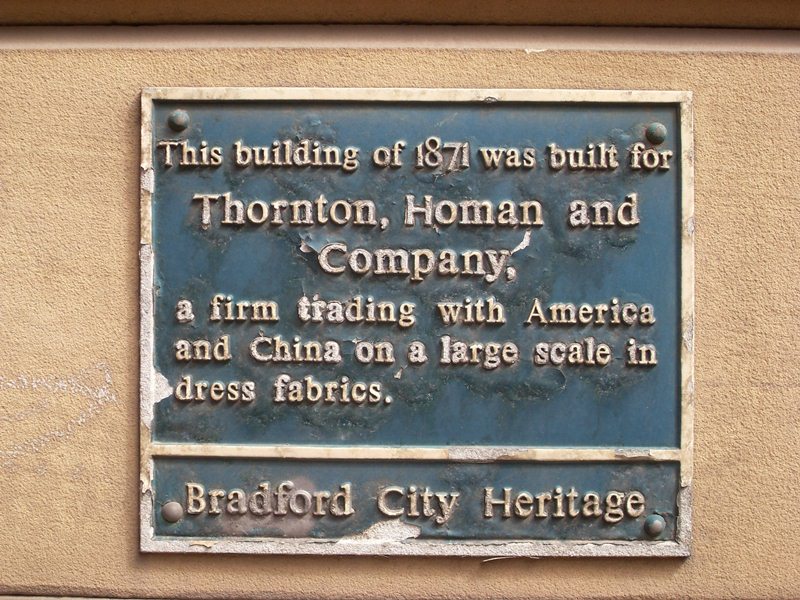 This building of 1871 was built for
Thornton, Homan and
Company,
a firm trading with America
and China on a large scale in
dress fabrics.
Bradford City Heritage